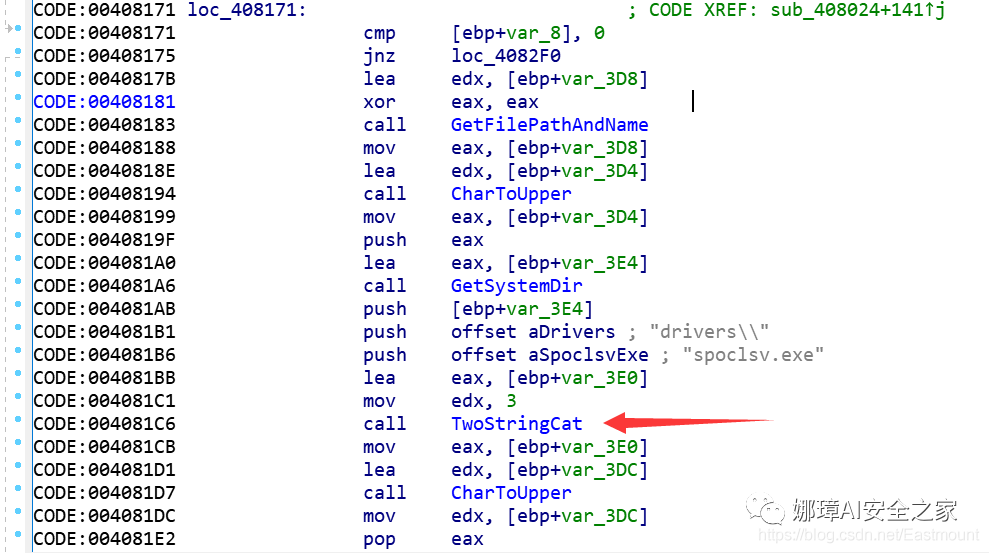 CODE:00408171 loc_408171: ; CODE XREF: sub_408024+141↑j
CODE:00408171 cmp [ebp+var_8], 0
CODE:00408175 jnz loc_4082F0
CODE:0040817B lea edx, [ebp+var_3D8]
CODE:00408181 xor eax, eax
CODE:00408183 call GetFilePathAndName
CODE:00408188 mov eax, [ebp+var_3D8]
CODE:0040818E lea edx, [ebp+var_3D4]
CODE:00408194 call CharToUpper
CODE:00408199 mov eax, [ebp+var_3D4]
CODE:0040819F push eax
CODE:004081A0 lea eax, [ebp+var_3E4]
CODE:004081A6 call GetSystemDir
CODE:004081AB push [ebp+var_3E4]
CODE:004081B1 push offset aDrivers ; "drivers\\"
CODE:004081B6 push offset aSpoclsvExe ; "spoclsv.exe"
CODE:004081BB lea eax, [ebp+var_3E0]
CODE:004081C1 mov edx, 3
CODE:004081C6 call TwoStringCat
CODE:004081CB mov eax, [ebp+var_3E0]
CODE:004081D1 lea edx, [ebp+var_3DC]
CODE:004081D7 call CharToUpper
CODE:004081DC mov edx, [ebp+var_3DC]
CODE:004081E2 pop eax
娜璋AI安全之家
https://blog.csdn.net/Eastmount